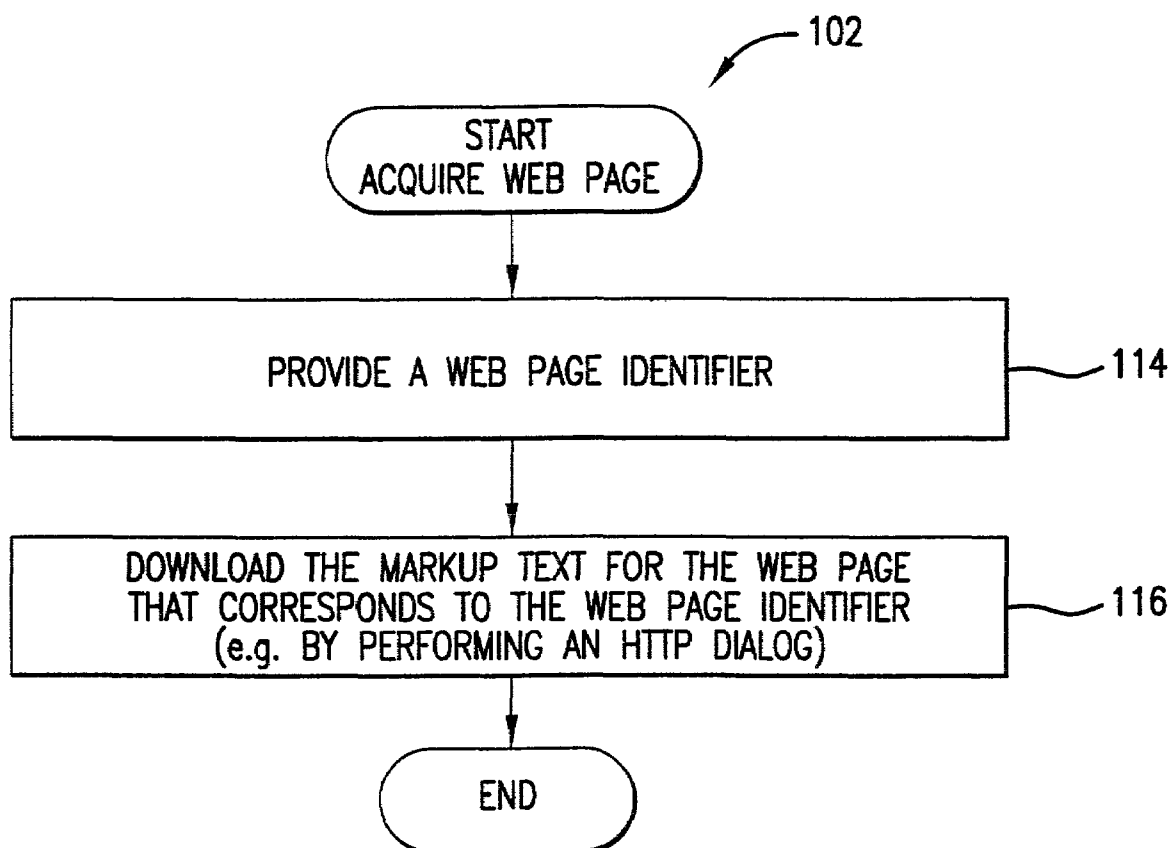 102
START
ACQUIRE WEB PAGE
PROVIDE A WEB PAGE IDENTIFIER
114
DOWNLOAD THE MARKUP TEXT FOR THE WEB PAGE
THAT CORRESPONDS TO THE WEB PAGE IDENTIFIER
(e.g. BY PERFORMING AN HTTP DIALOG)
116
END